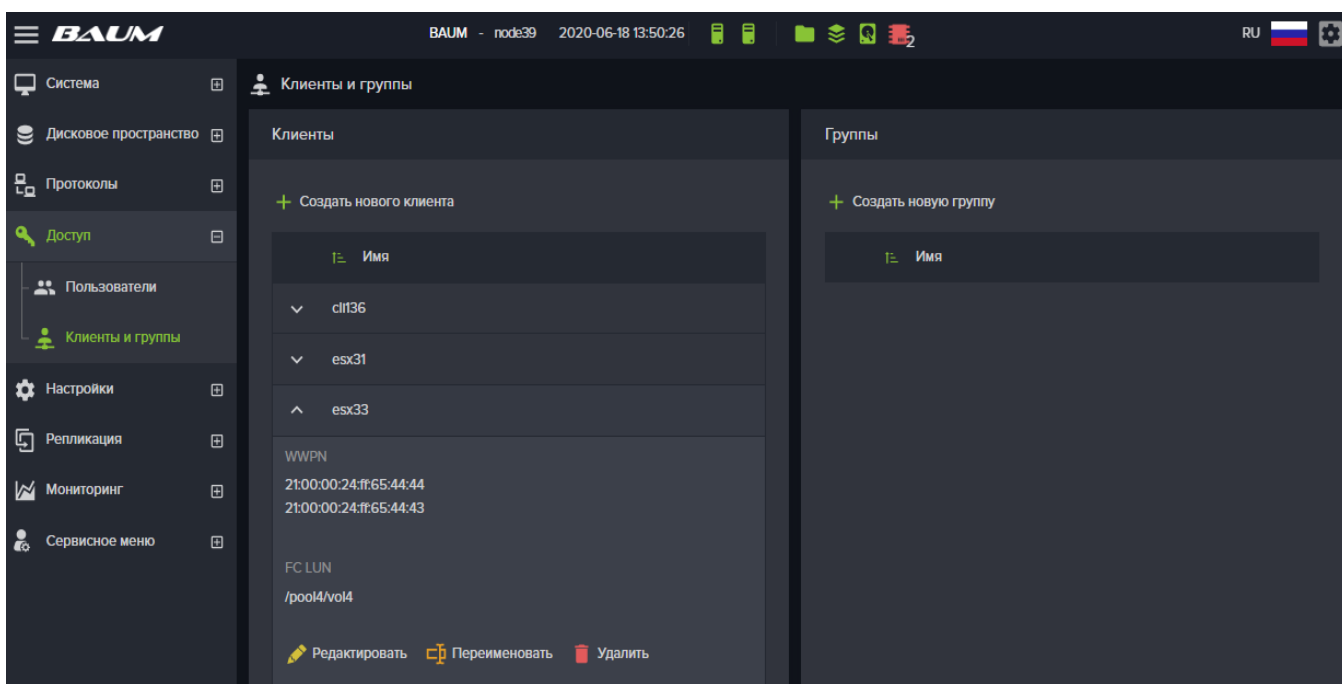 BAUM
BAUM - node39 2020-06-18 13:50:26
2
RU
Система
Дисковое пространство
Протоколы
Доступ
Пользователи
Клиенты и группы
Настройки
Репликация
Мониторинг
Сервисное меню
Клиенты и группы
Клиенты
Создать нового клиента
Имя
cli136
esx31
esx33
WWPN
21:00:00:24:ff:65:44:44
21:00:00:24:ff:65:44:43
FC LUN
/pool4/vol4
Редактировать Переименовать Удалить
Группы
Создать новую группу
Имя